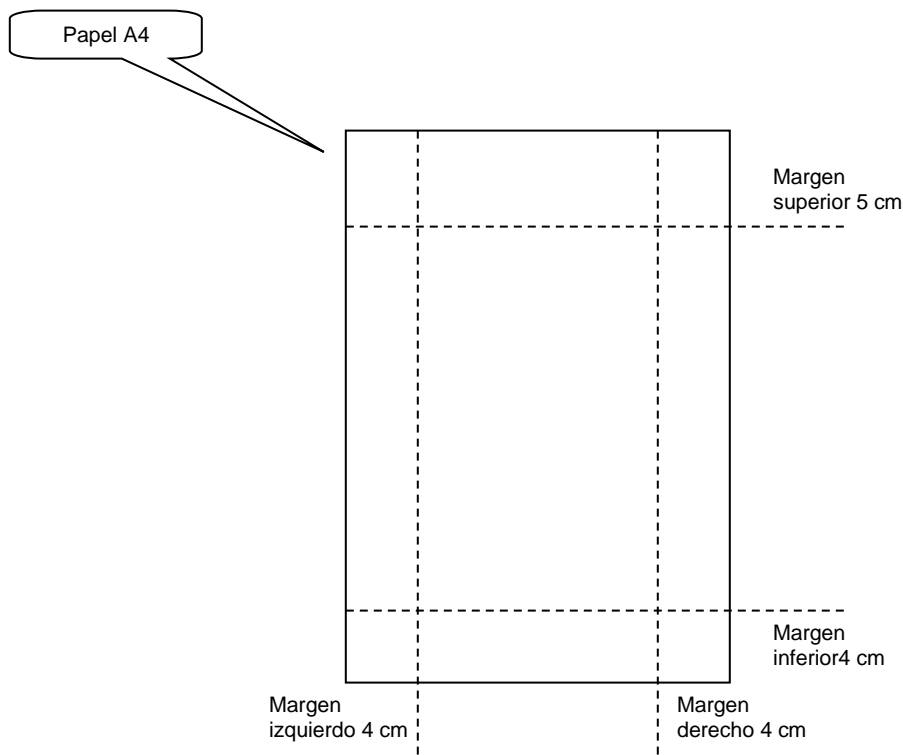 Papel A4
Margen
superior 5 cm
Margen
inferior4 cm
Margen
izquierdo 4 cm
Margen
derecho 4 cm